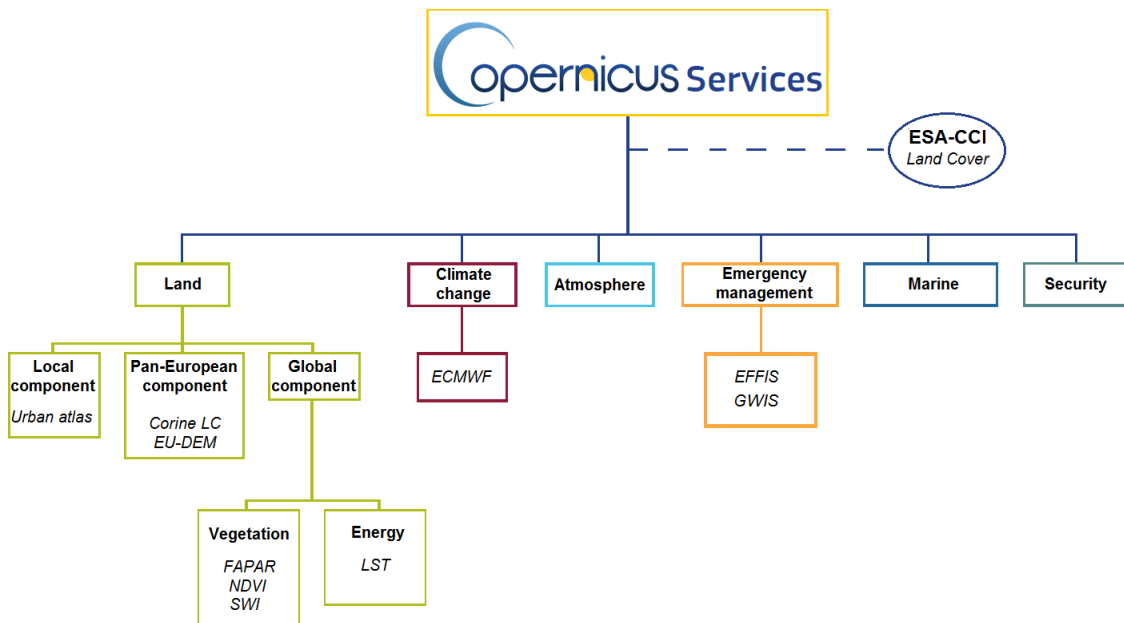 Copernicus Services
ESA-CCI
Land Cover
Land
Climate
change
Atmosphere
Emergency
management
Marine
Security
Local
component
Urban atlas
Pan-European
component
Corine LC
EU-DEM
Global
component
ECMWF
EFFIS
GWIS
Vegetation
FAPAR
NDVI
SWI
Energy
LST